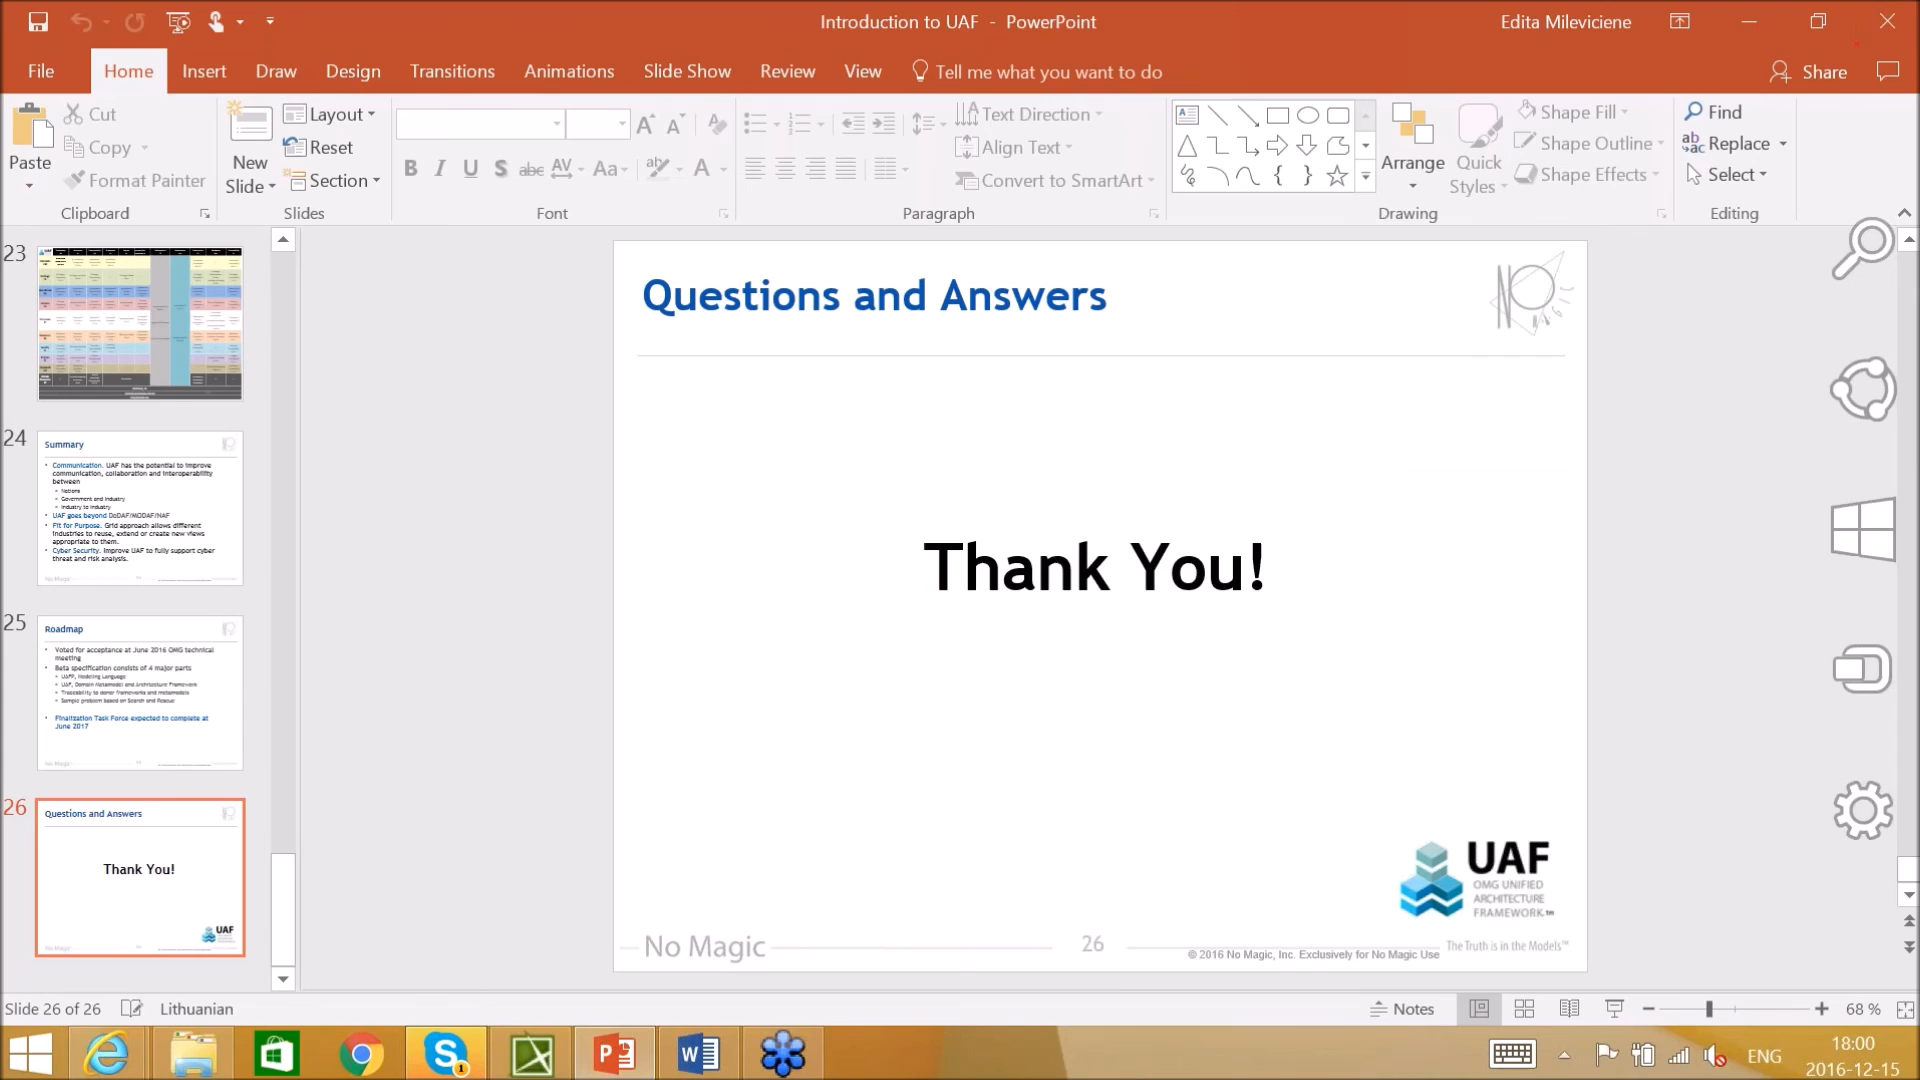 Introduction to UAF - PowerPoint
Edita Mileviciene
File
Home
Insert
Draw
Design
Transitions
Animations
Slide Show
Review
View
Tell me what you want to do
Share
Paste
Cut
Copy
Format Painter
Clipboard
New
Slide
Layout
Reset
Section
Slides
Font
Text Direction
Align Text
Convert to SmartArt
Paragraph
Arrange
Quick
Styles
Shape Fill
Shape Outline
Shape Effects
Drawing
Find
Replace
Select
Editing
23
24
Summary
Communication. UAF has the potential to improve
communication, collaboration and interoperability
between
Nations
Government and Industry
Industry to Industry
UAF goes beyond DoDAF/MODAF/NAF
Fit for Purpose. Grid approach allows different
industries to reuse, extend or create new views
appropriate to them.
Cyber Security. Improve UAF to fully support cyber
threat and risk analysis.
No Magic
25
Roadmap
Voted for acceptance at June 2016 OMG technical
meeting
Beta specification consists of 4 major parts
UAFP, Modeling Language
UAF, Domain Metamodel and Architecture Framework
Traceability to donor frameworks and metamodels
Sample problem based on Search and Rescue
Finalization Task Force expected to complete at
June 2017
No Magic
26
Questions and Answers
Thank You!
UAF
No Magic
Questions and Answers
Thank You!
UAF
OMG UNIFIED
ARCHITECTURE
FRAMEWORK™
No Magic
26
© 2016 No Magic, Inc. Exclusively for No Magic Use
The Truth is in the Models™
Slide 26 of 26
Lithuanian
Notes
68 %
ENG
18:00
2016-12-15